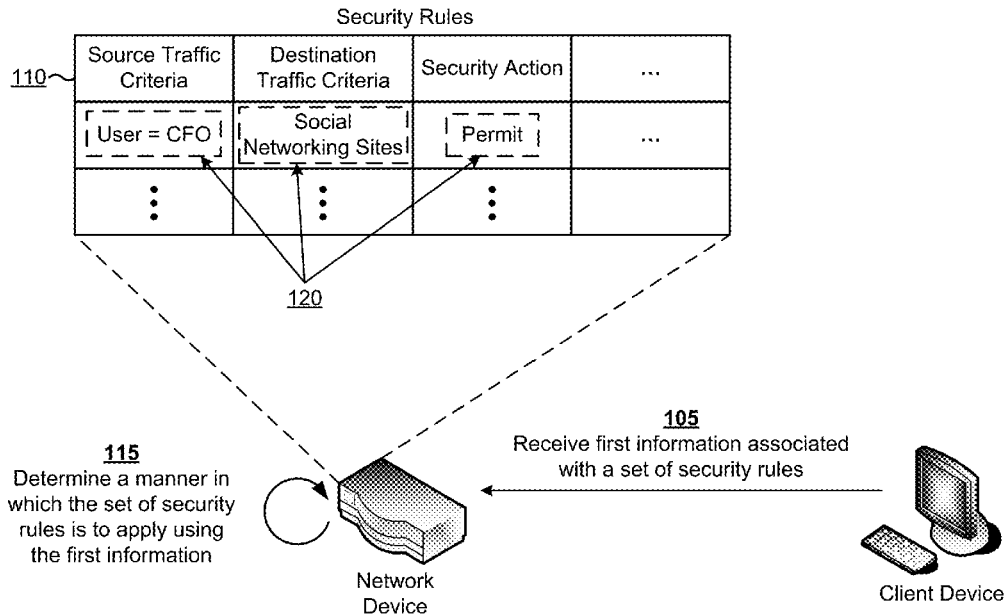 Security Rules
110
Source Traffic Criteria
Destination Traffic Criteria
Security Action
...
User = CFO
Social Networking Sites
Permit
...
120
115
Determine a manner in
which the set of security
rules is to apply using
the first information
105
Receive first information associated
with a set of security rules
Network
Device
Client Device